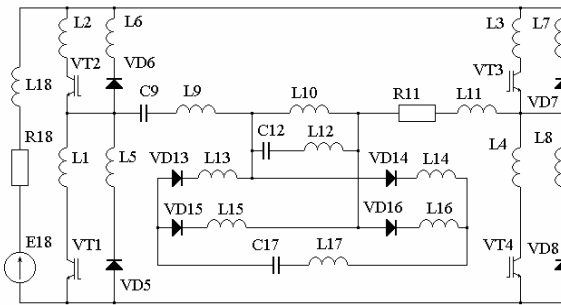 L2 L6 L3 L7
VT2 VD6 VT3
L18 C9 L9 L10 R11 L11 VD7
R18 L1 L5 C12 L12 L4 L8
VD13 L13 VD14 L14
VD15 L15 VD16 L16
E18 VT1 VD5 C17 L17 VT4 VD8